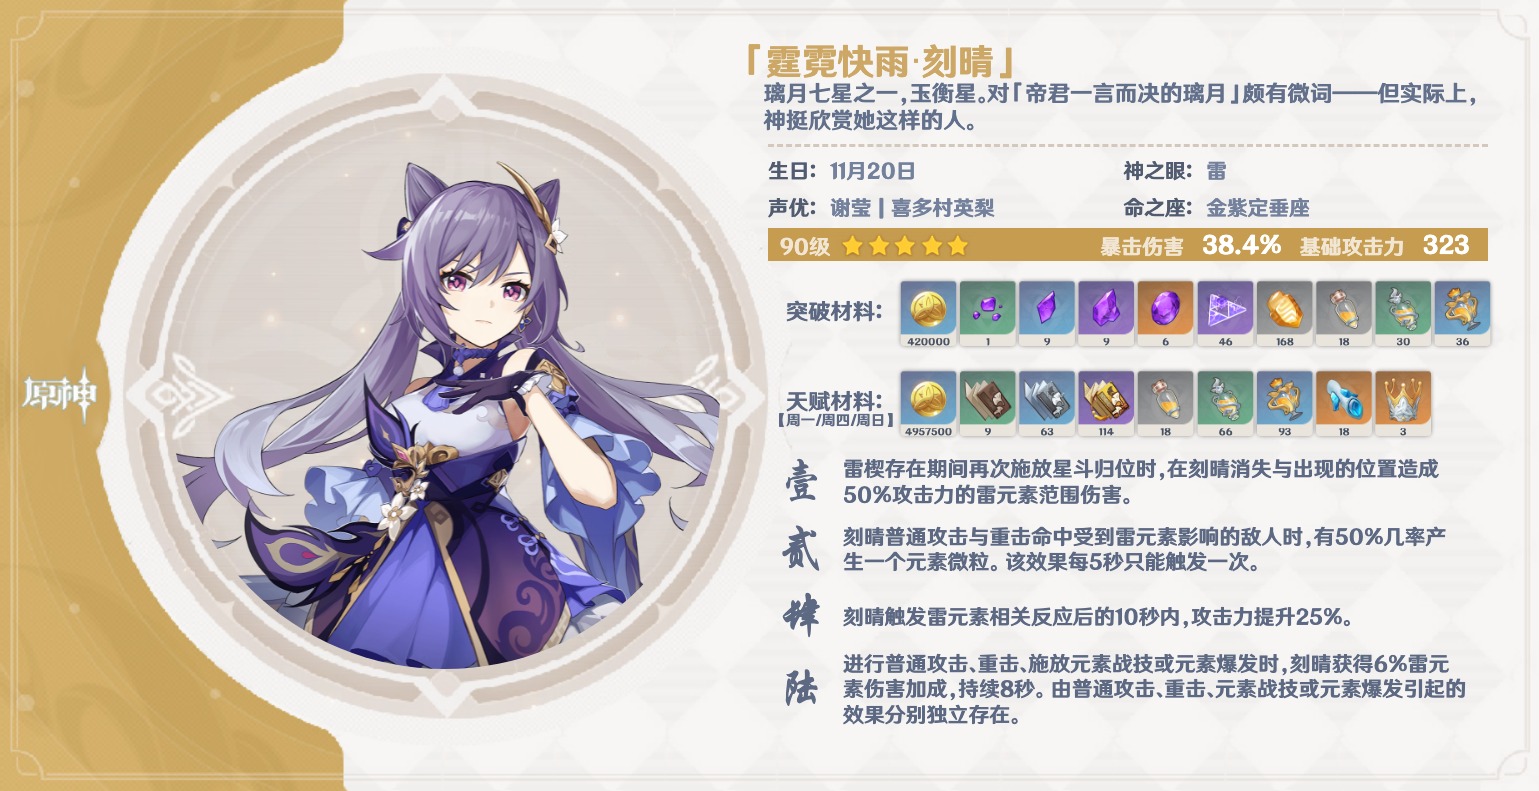 原神
「霆霓快雨·刻晴」
璃月七星之一，玉衡星。对「帝君一言而决的璃月」颇有微词——但实际上，
神挺欣赏她这样的人。
生日： 11月20日 神之眼： 雷
声优： 谢莹 | 喜多村英梨 命之座： 金紫定垂座
90级 暴击伤害 38.4% 基础攻击力 323
突破材料：
420000 1 9 9 6 46 168 18 30 36
天赋材料：
【周一/周四/周日】
4957500 9 63 114 18 66 93 18 3
壹
雷楔存在期间再次施放星斗归位时，在刻晴消失与出现的位置造成
50%攻击力的雷元素范围伤害。
贰
刻晴普通攻击与重击命中受到雷元素影响的敌人时，有50%几率产
生一个元素微粒。该效果每5秒只能触发一次。
肆
刻晴触发雷元素相关反应后的10秒内，攻击力提升25%。
陆
进行普通攻击、重击、施放元素战技或元素爆发时，刻晴获得6%雷元
素伤害加成，持续8秒。由普通攻击、重击、元素战技或元素爆发引起的
效果分别独立存在。